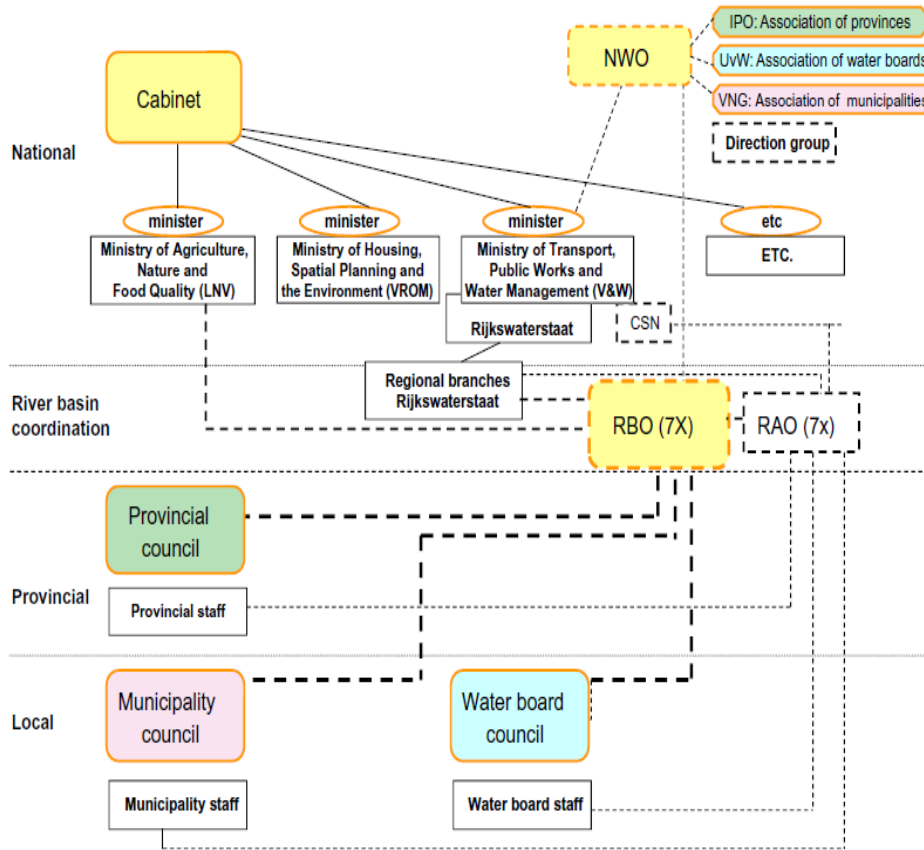 IPO: Association of provinces
NWO
UvW: Association of water boards
Cabinet
VNG: Association of municipalities
Direction group
National
minister
minister
minister
etc
Ministry of Agriculture,
Nature and
Food Quality (LNV)
Ministry of Housing,
Spatial Planning and
the Environment (VROM)
Ministry of Transport,
Public Works and
Water Management (V&W)
ETC.
Rijkswaterstaat
CSN
Regional branches
Rijkswaterstaat
River basin
coordination
RBO (7X)
RAO (7x)
Provincial
council
Provincial
Provincial staff
Municipality
council
Water board
council
Local
Municipality staff
Water board staff